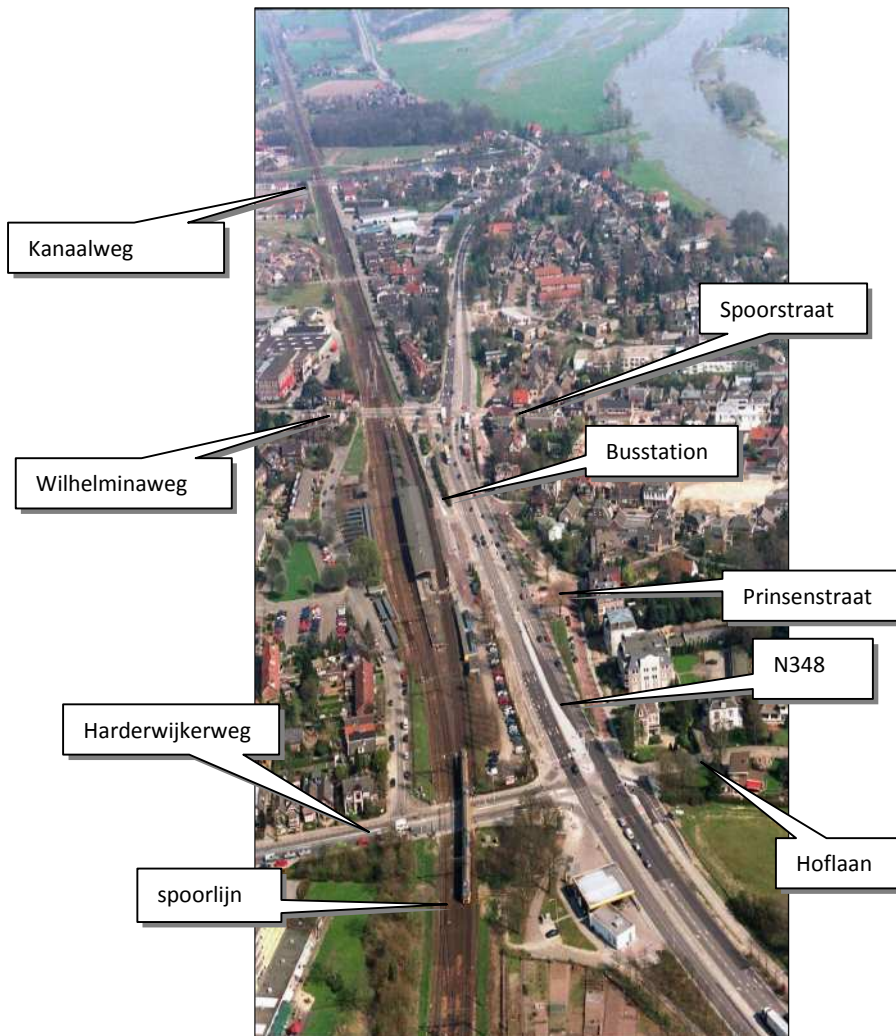 Kanaalweg
Spoorstraat
Busstation
Wilhelminaweg
Prinsenstraat
N348
Harderwijkerweg
Hoflaan
spoorlijn